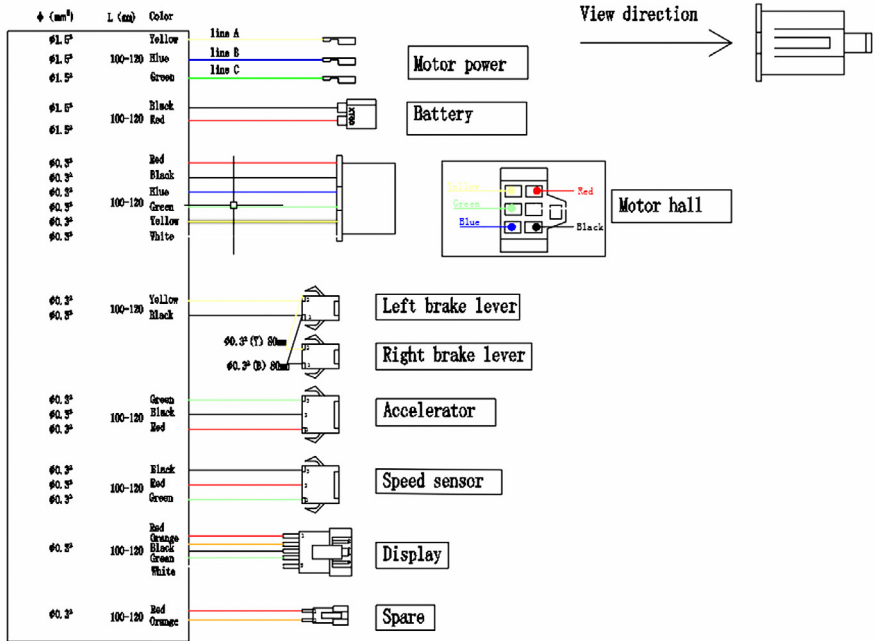 ф (mm²) L (mm) Color
View direction
Φ1.5² Yellow line A
Φ1.5² 100-120 Blue line B
Φ1.5² Green line C
Motor power
Φ1.5² Black
100-120 Red
Φ1.5²
XT60
Battery
Φ0.3² Red
Φ0.3² Black
Φ0.3² Blue
100-120
Φ0.3² Green
Φ0.3² Yellow
Φ0.3² White
Yellow Red
Green
Blue Black
Motor hall
Φ0.3² Yellow
100-120
Φ0.3² Black
Left brake lever
Φ0.3²(Y) 80mm
Φ0.3²(B) 80mm
Right brake lever
Φ0.3² Green
Φ0.3² 100-120 Black
Φ0.3² Red
Accelerator
Φ0.3² Black
Φ0.3² 100-120 Red
Φ0.3² Green
Speed sensor
Red
Orange
Φ0.3² 100-120 Black
Green
White
1
5
Display
Φ0.3² 100-120 Red
Orange
Spare